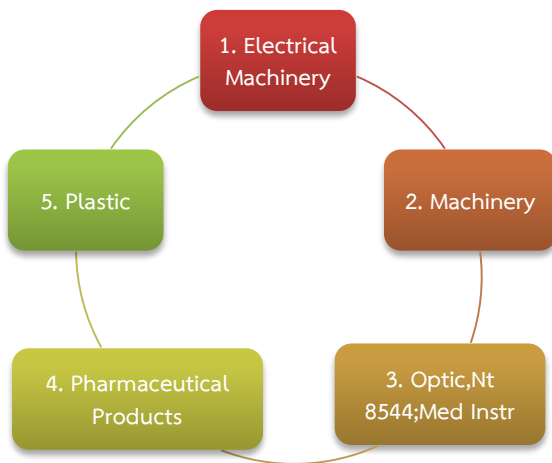 1. Electrical
Machinery
2. Machinery
3. Optic,Nt
8544;Med Instr
4. Pharmaceutical
Products
5. Plastic